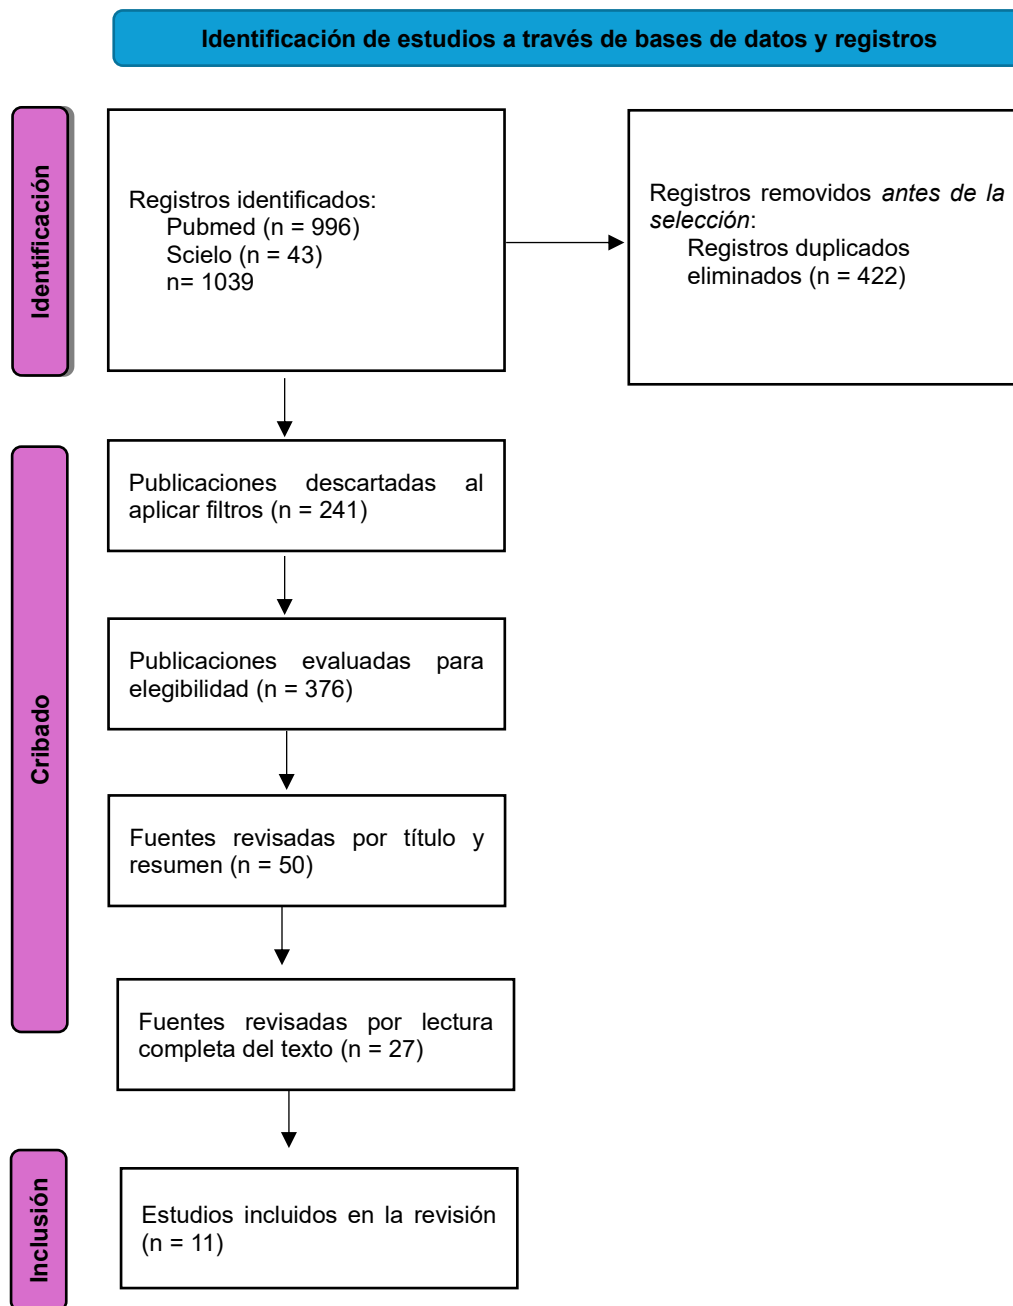 Identificación de estudios a través de bases de datos y registros
Identificación
Registros identificados:
Pubmed (n = 996)
Scielo (n = 43)
n= 1039
Registros removidos antes de la
selección:
Registros duplicados
eliminados (n = 422)
Cribado
Publicaciones descartadas al
aplicar filtros (n = 241)
Publicaciones evaluadas para
elegibilidad (n = 376)
Fuentes revisadas por título y
resumen (n = 50)
Fuentes revisadas por lectura
completa del texto (n = 27)
Inclusión
Estudios incluidos en la revisión
(n = 11)